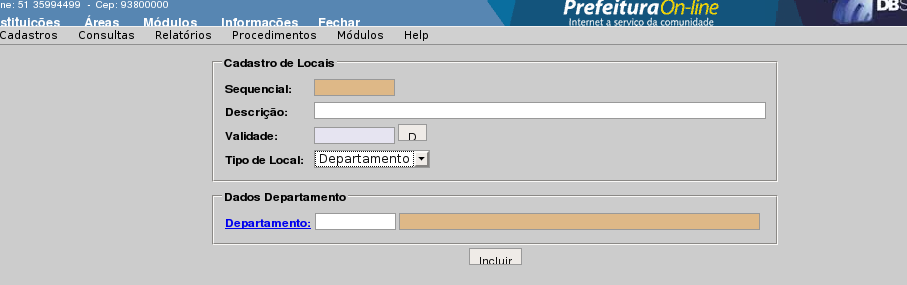 ne: 51 35994499 - Cep: 93800000
stituições Áreas Módulos Informações Fechar
PrefeituraOn-line
Internet a serviço da comunidade
DBS
Cadastros Consultas Relatórios Procedimentos Módulos Help
Cadastro de Locais
Sequencial:
Descrição:
Validade: D
Tipo de Local: Departamento
Dados Departamento
Departamento:
Incluir